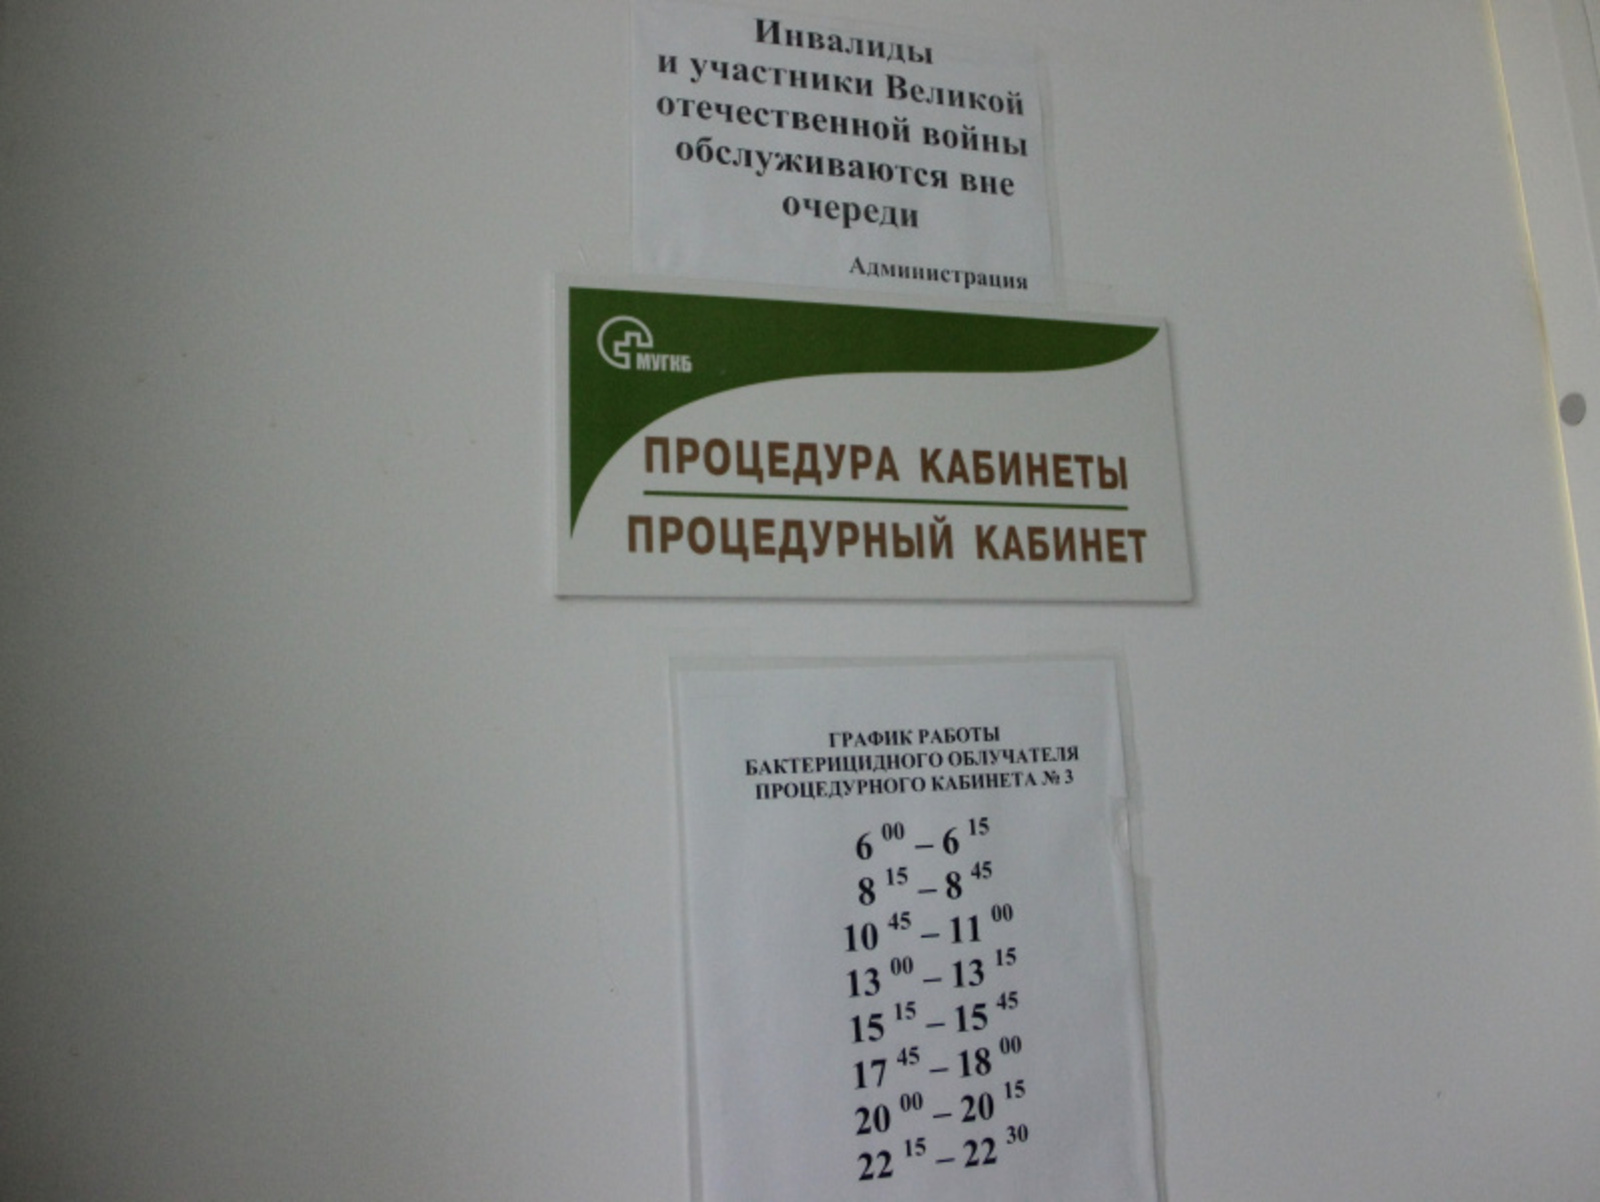 Инвалиды
и участники Великой
отечественной войны
обслуживаются вне
очереди
Администрация
МУГКБ
ПРОЦЕДУРА КАБИНЕТЫ
ПРОЦЕДУРНЫЙ КАБИНЕТ
ГРАФИК РАБОТЫ
БАКТЕРИЦИДНОГО ОБЛУЧАТЕЛЯ
ПРОЦЕДУРНОГО КАБИНЕТА № 3
6 00 – 6 15
8 15 – 8 45
10 45 – 11 00
13 00 – 13 15
15 15 – 15 45
17 45 – 18 00
20 00 – 20 15
22 15 – 22 30